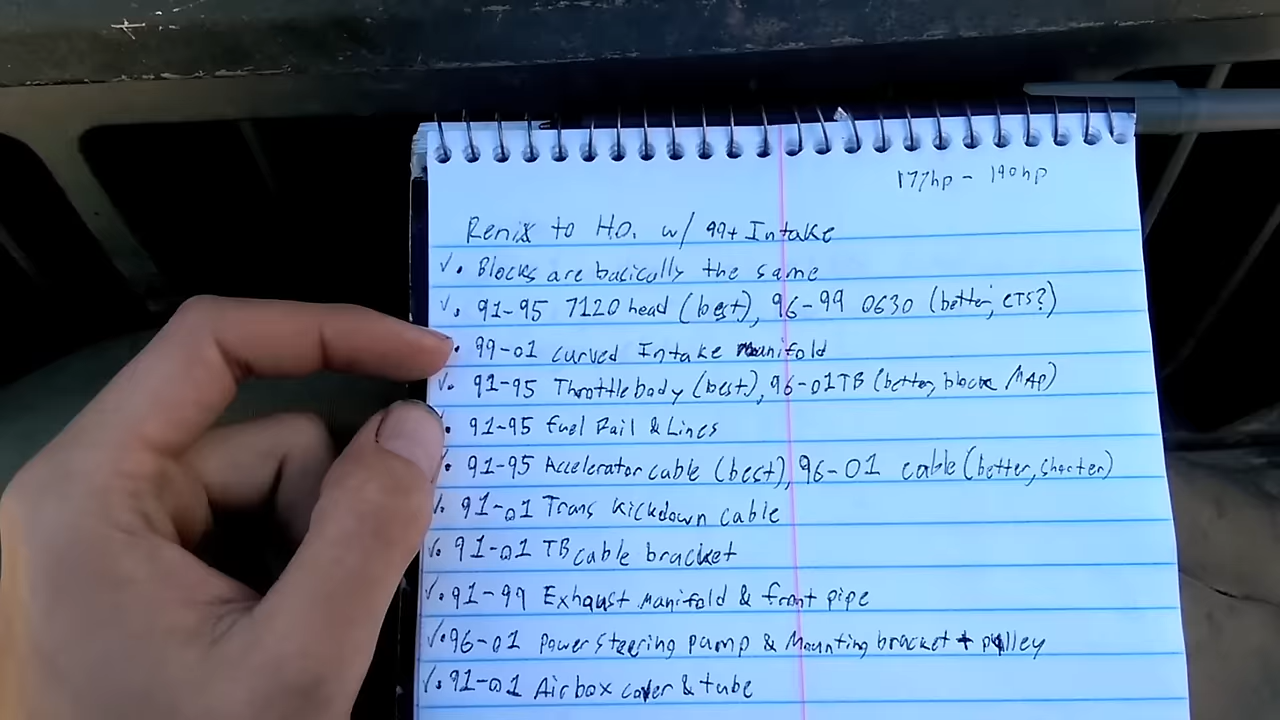 177hp - 190hp
Renix to H.O. w/ 99+ Intake
✓. Blocks are basically the same
✓. 91-95 7120 head (best), 96-99 0630 (better, CTS?)
. 99-01 curved Intake Manifold
✓. 91-95 Throttlebody (best), 96-01 TB (better, MAP)
. 91-95 Fuel Rail & Lines
. 91-95 Accelerator cable (best), 96-01 cable (better, shorter)
. 91-01 Trans Kickdown cable
✓. 91-01 TB cable bracket
✓. 91-99 Exhaust Manifold & front pipe
✓. 96-01 Power Steering pump & Mounting bracket + pulley
✓. 91-01 Airbox cover & tube